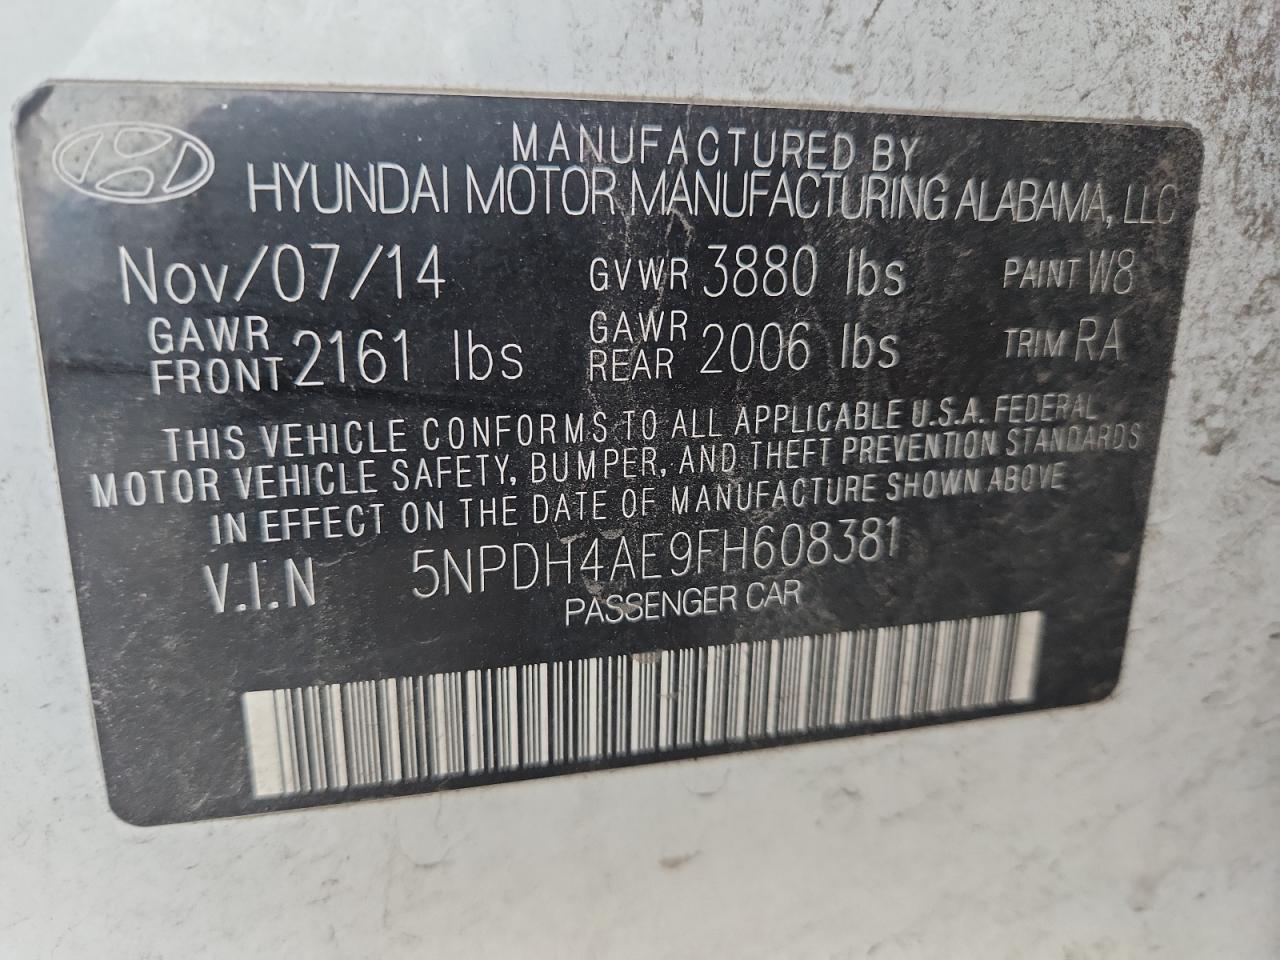 MANUFACTURED BY
HYUNDAI MOTOR MANUFACTURING ALABAMA, LLC
Nov/07/14 GVWR 3880 lbs PAINT W8
GAWR FRONT 2161 lbs GAWR REAR 2006 lbs TRIM RA
THIS VEHICLE CONFORMS TO ALL APPLICABLE U.S.A. FEDERAL
MOTOR VEHICLE SAFETY, BUMPER, AND THEFT PREVENTION STANDARDS
IN EFFECT ON THE DATE OF MANUFACTURE SHOWN ABOVE
V.I.N 5NPDH4AE9FH608381
PASSENGER CAR